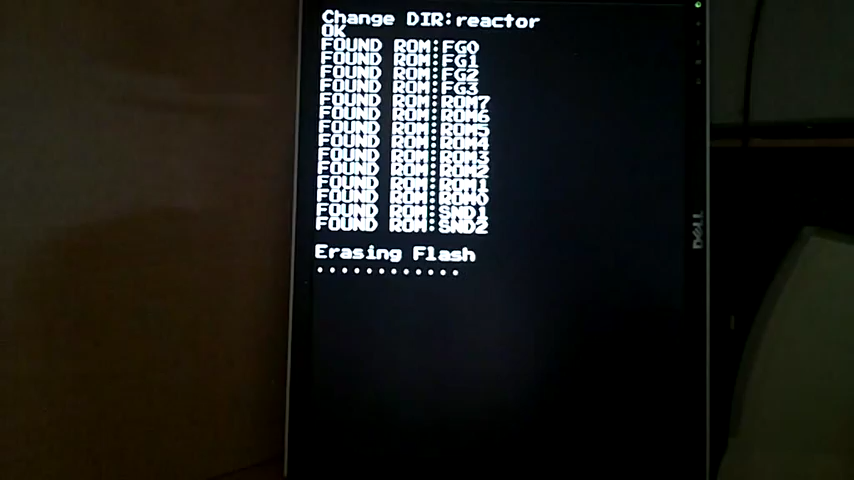 Change DIR:reactor
OK
FOUND ROM:FG0
FOUND ROM:FG1
FOUND ROM:FG2
FOUND ROM:FG3
FOUND ROM:ROM7
FOUND ROM:ROM6
FOUND ROM:ROM5
FOUND ROM:ROM4
FOUND ROM:ROM3
FOUND ROM:ROM2
FOUND ROM:ROM1
FOUND ROM:ROM0
FOUND ROM:SND1
FOUND ROM:SND2
Erasing Flash
............
DELL